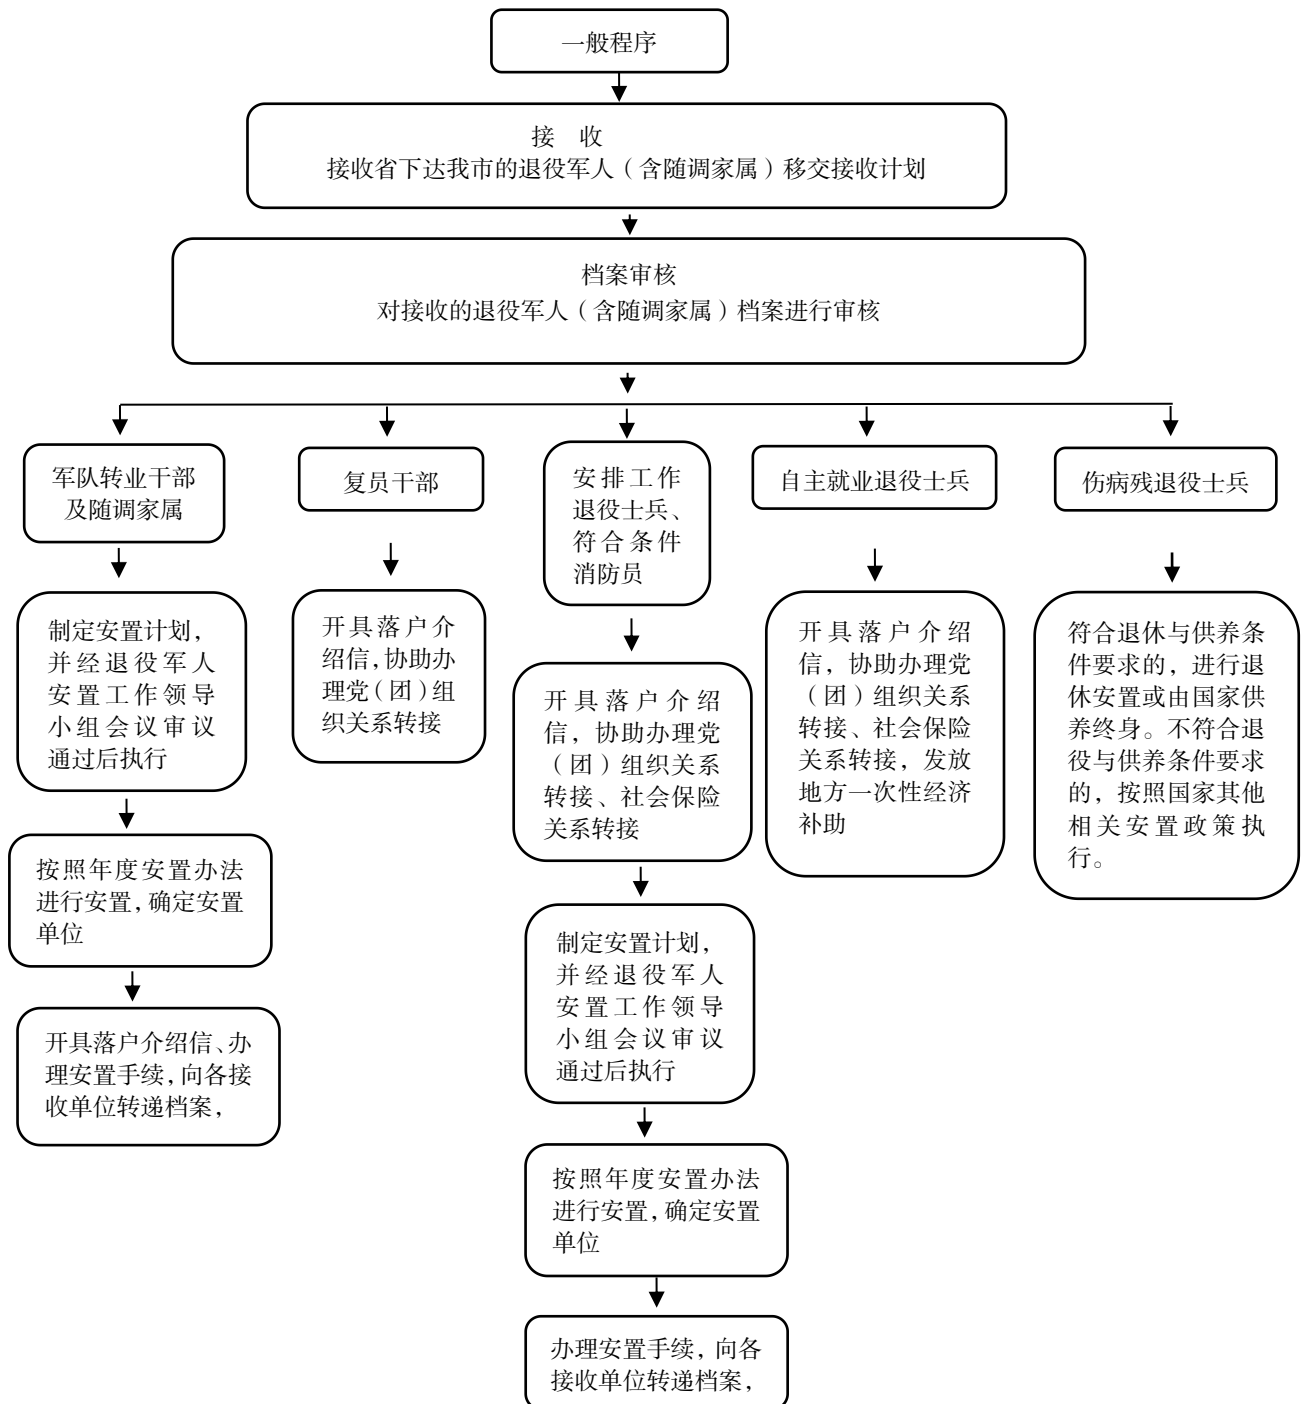 一般程序
接 收
接收省下达我市的退役军人（含随调家属）移交接收计划
档案审核
对接收的退役军人（含随调家属）档案进行审核
军队转业干部
及随调家属
制定安置计划，
并经退役军人
安置工作领导
小组会议审议
通过后执行
按照年度安置办法
进行安置，确定安置
单位
开具落户介绍信、办
理安置手续，向各接
收单位转递档案，
复员干部
开具落户介
绍信，协助办
理党（团）组
织关系转接
安排工作
退役士兵、
符合条件
消防员
开具落户介绍
信，协助办理党
（团）组织关系
转接、社会保险
关系转接
制定安置计划，
并经退役军人
安置工作领导
小组会议审议
通过后执行
按照年度安置办法
进行安置，确定安置
单位
办理安置手续，向各
接收单位转递档案，
自主就业退役士兵
开具落户介绍
信，协助办理党
（团）组织关系
转接、社会保险
关系转接，发放
地方一次性经济
补助
伤病残退役士兵
符合退休与供养条
件要求的，进行退
休安置或由国家供
养终身。不符合退
役与供养条件要求
的，按照国家其他
相关安置政策执
行。